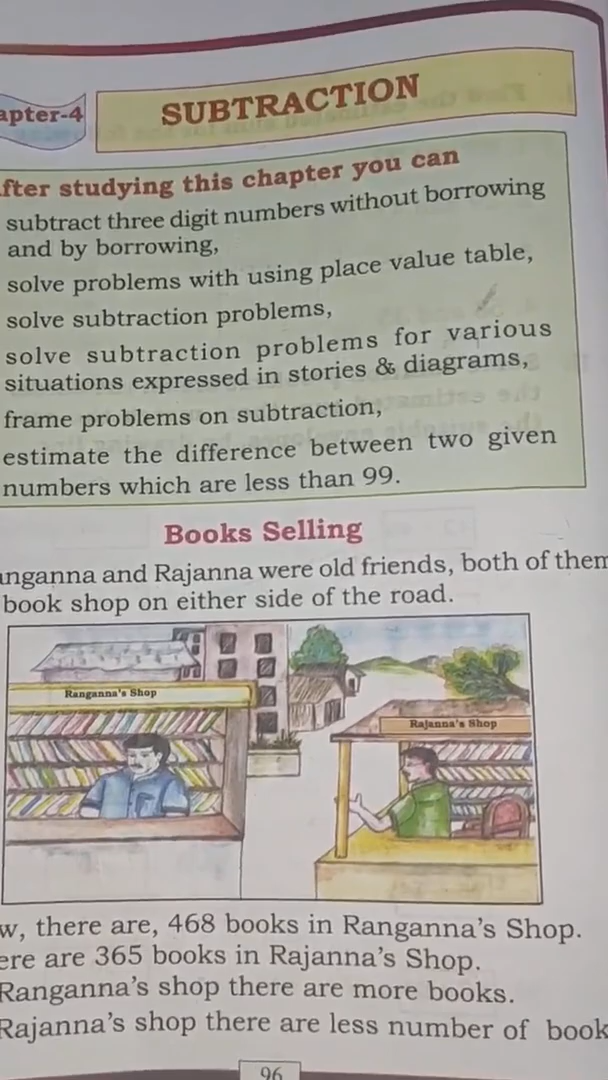 apter-4
SUBTRACTION
fter studying this chapter you can
subtract three digit numbers without borrowing
and by borrowing,
solve problems with using place value table,
solve subtraction problems,
solve subtraction problems for various
situations expressed in stories & diagrams,
frame problems on subtraction,
estimate the difference between two given
numbers which are less than 99.
Books Selling
anganna and Rajanna were old friends, both of them
book shop on either side of the road.
Ranganna's Shop
Rajanna's Shop
w, there are, 468 books in Ranganna's Shop.
ere are 365 books in Rajanna's Shop.
Ranganna's shop there are more books.
Rajanna's shop there are less number of book
96